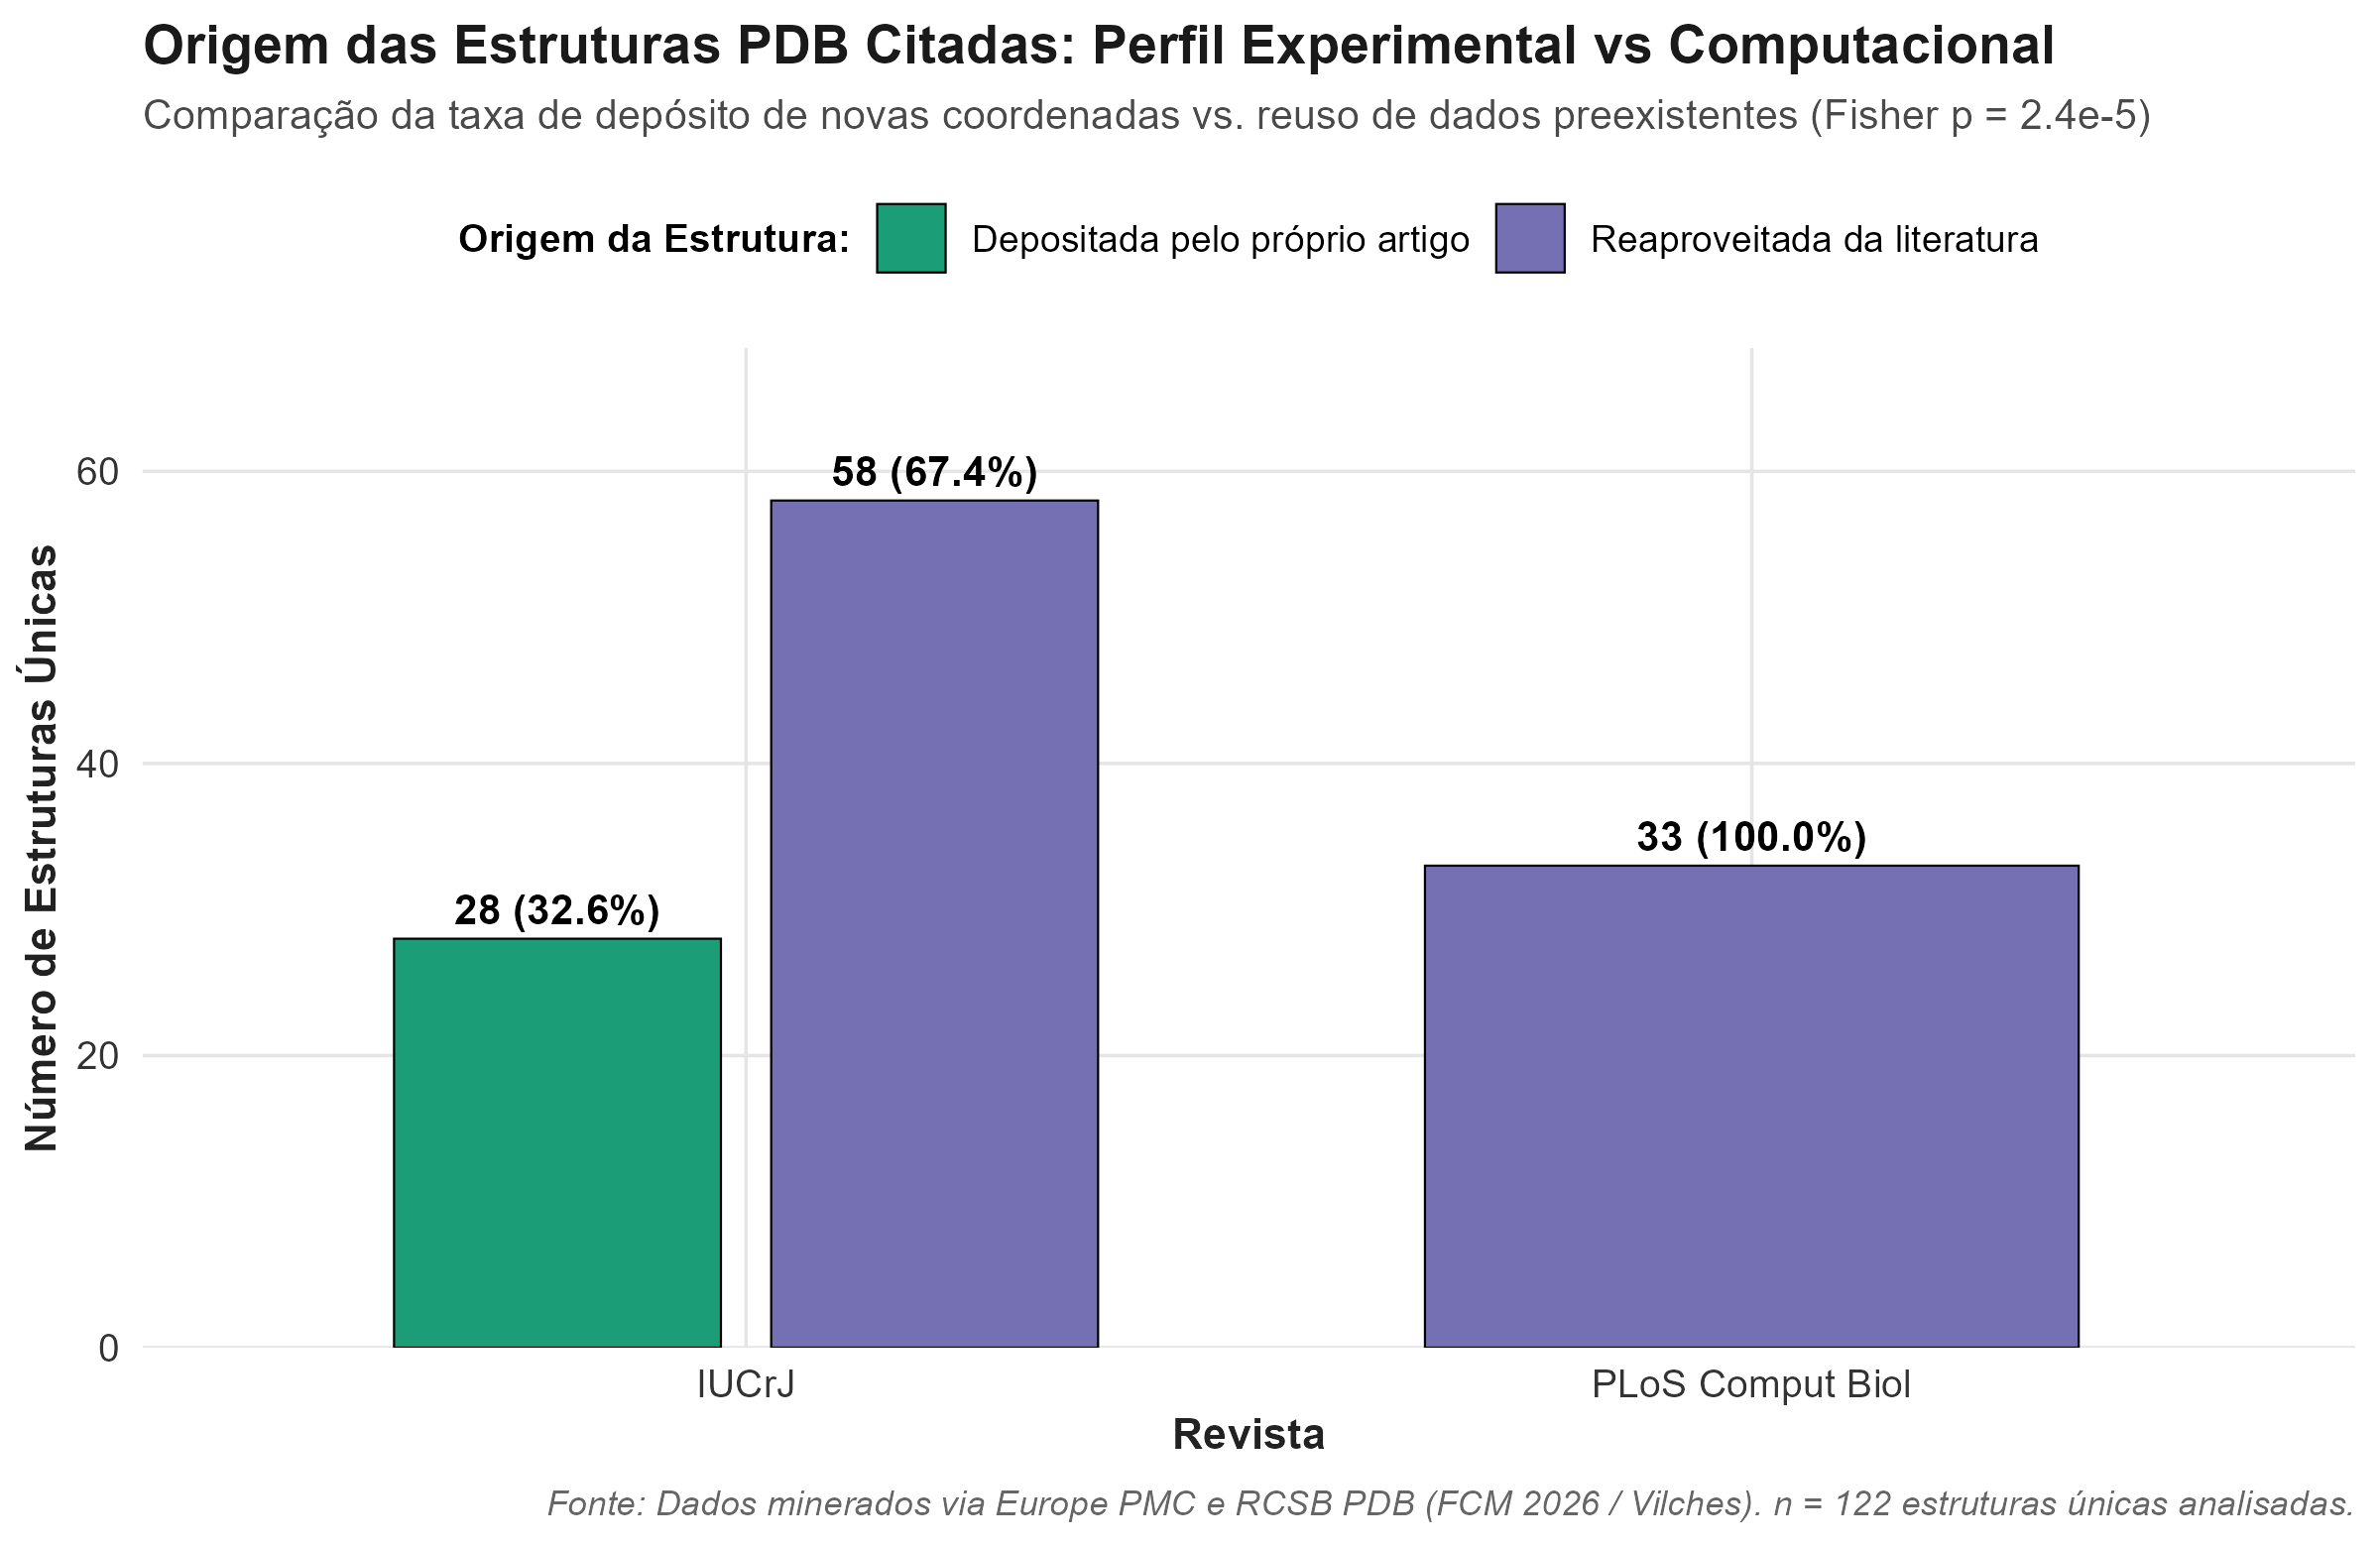 Origem das Estruturas PDB Citadas: Perfil Experimental vs Computacional
Comparação da taxa de depósito de novas coordenadas vs. reuso de dados preexistentes (Fisher p = 2.4e-5)
Origem da Estrutura: Depositada pelo próprio artigo Reaproveitada da literatura
Número de Estruturas Únicas
60
40
20
0
58 (67.4%)
33 (100.0%)
28 (32.6%)
IUCrJ
PLoS Comput Biol
Revista
Fonte: Dados minerados via Europe PMC e RCSB PDB (FCM 2026 / Vilches). n = 122 estruturas únicas analisadas.